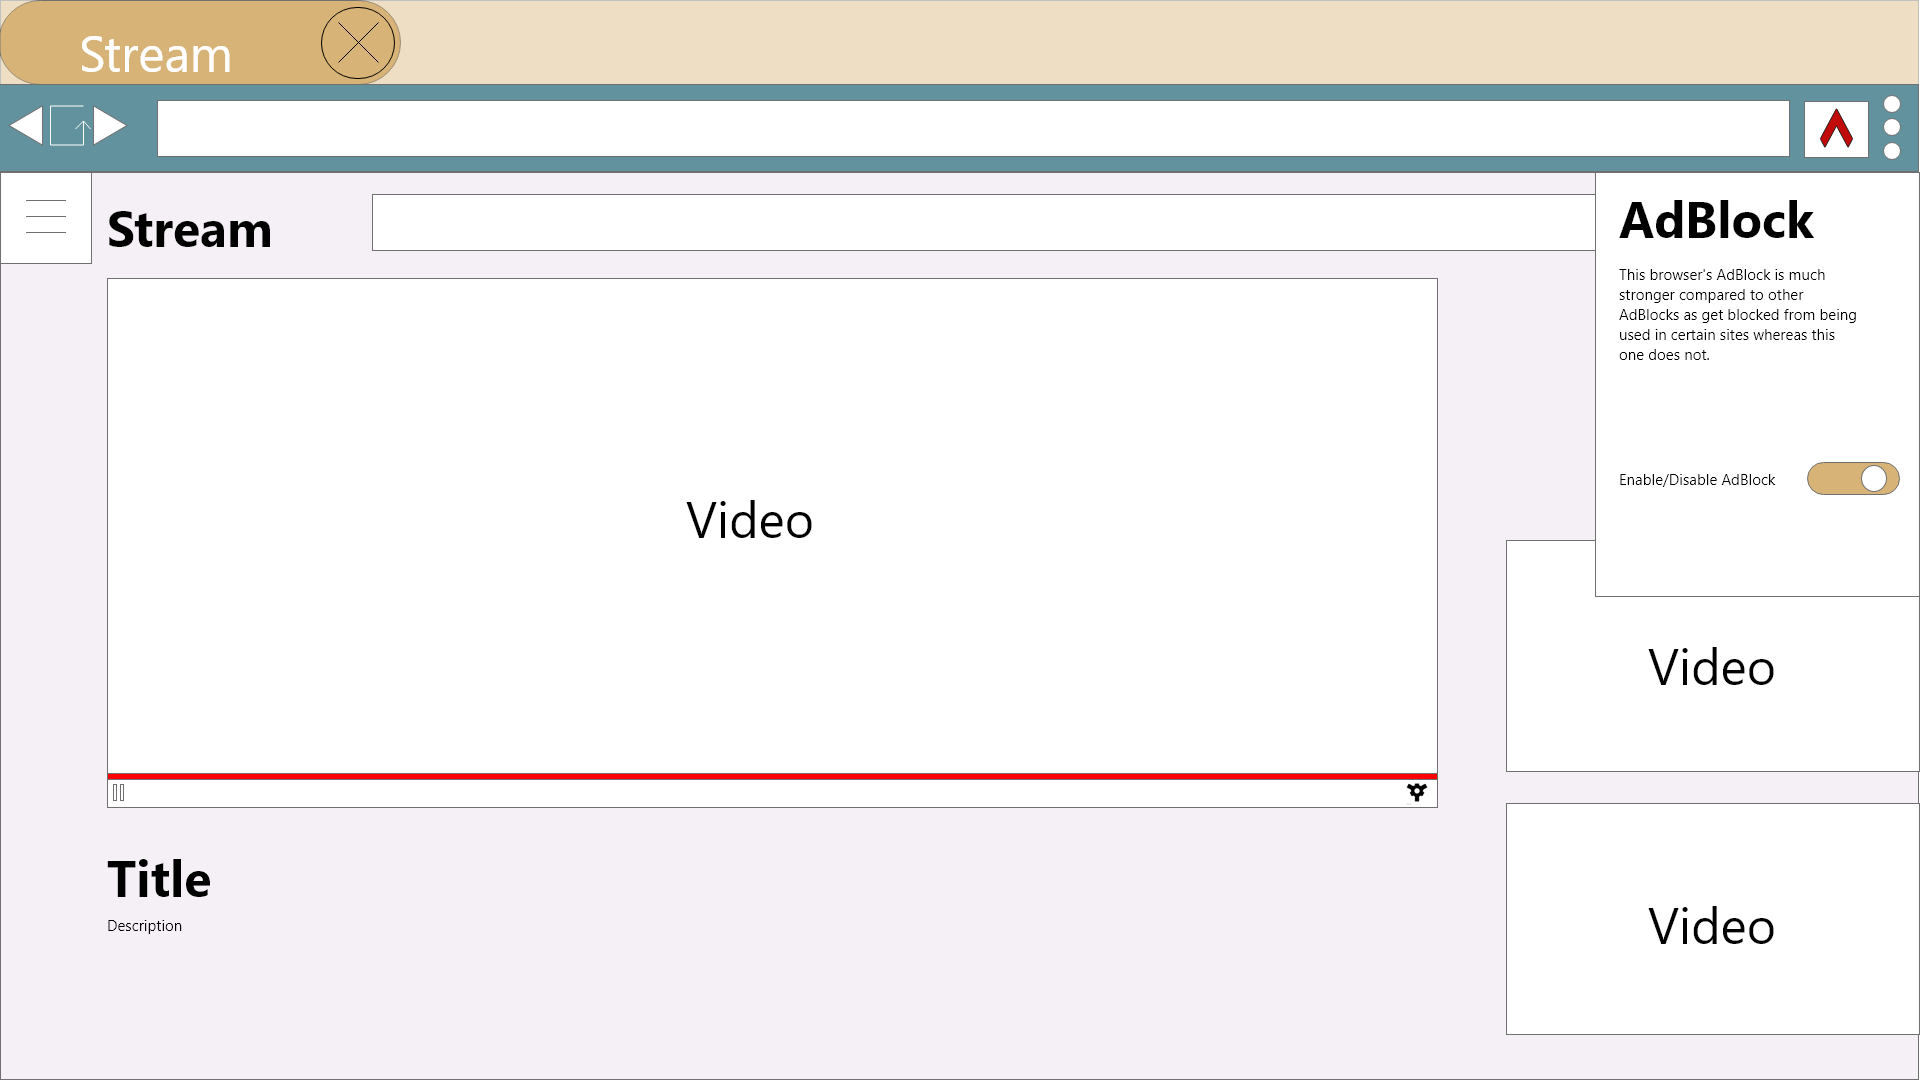 Stream
Stream
AdBlock
This browser's AdBlock is much
stronger compared to other
AdBlocks as get blocked from being
used in certain sites whereas this
one does not.
Enable/Disable AdBlock
Video
Video
Video
Title
Description